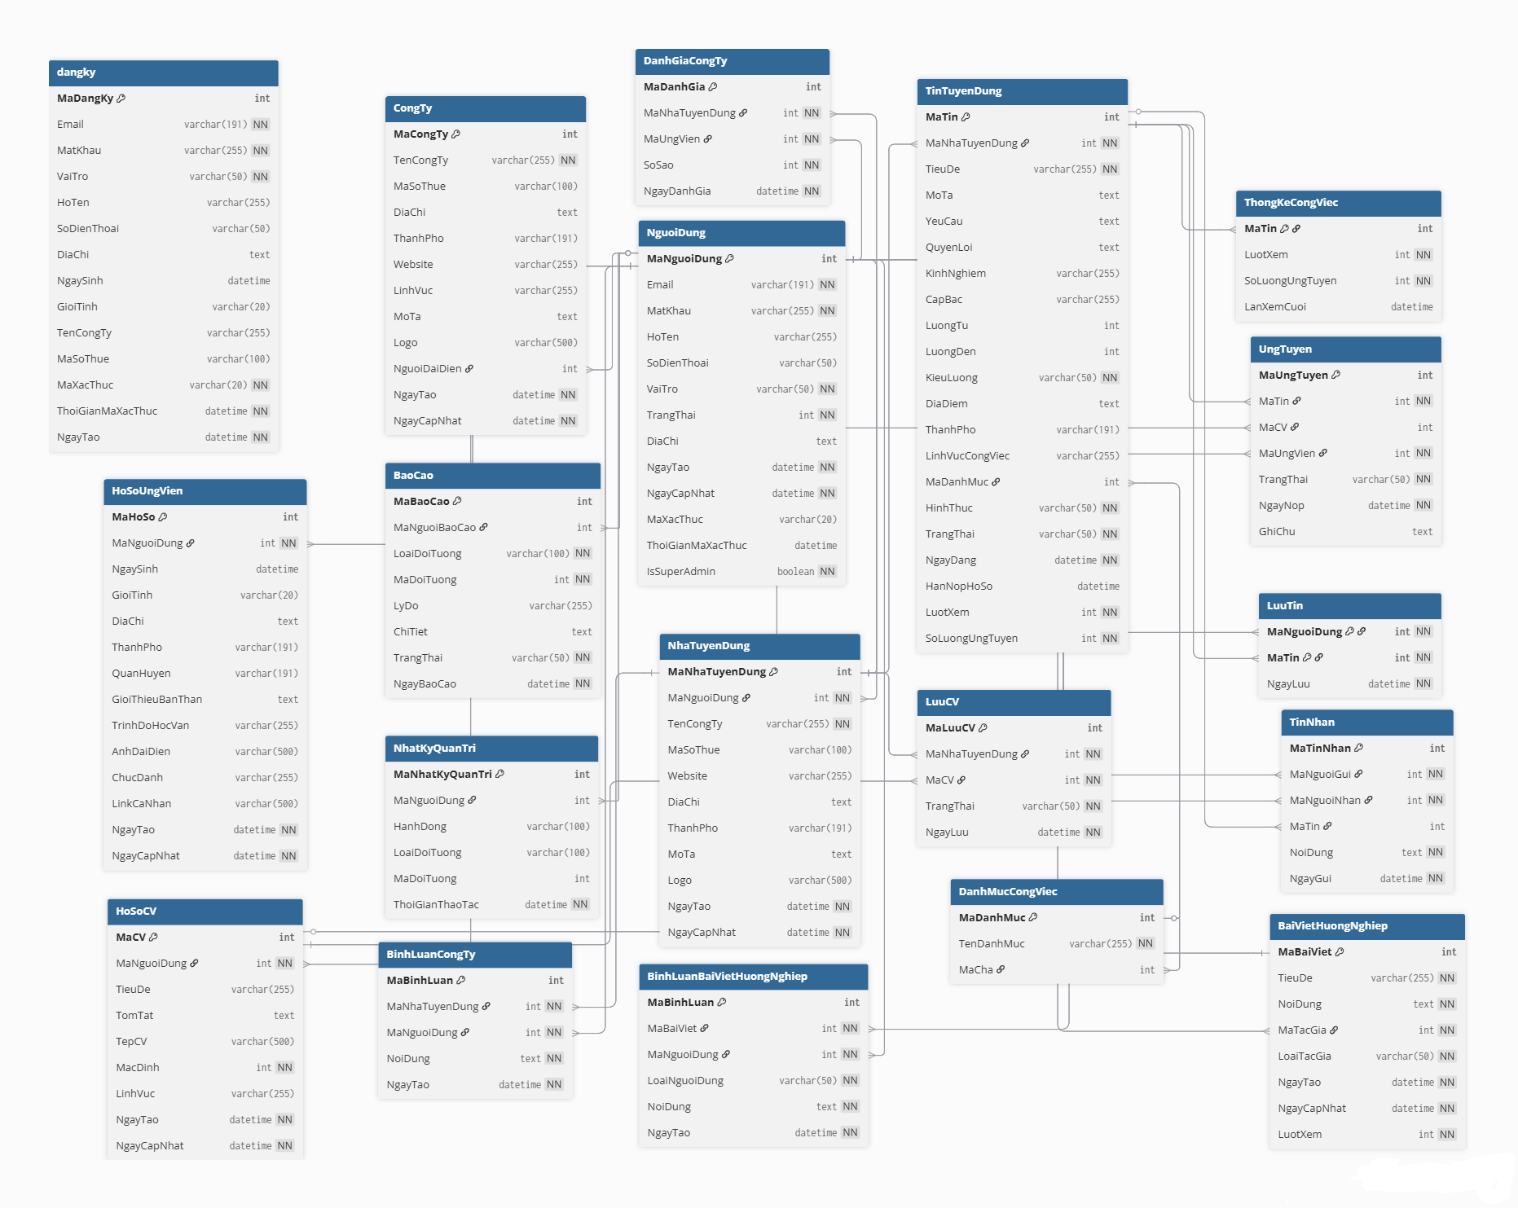 dangky
MaDangKy int
Email varchar(191) NN
MatKhau varchar(255) NN
VaiTro varchar(50) NN
HoTen varchar(255)
SoDienThoai varchar(50)
DiaChi text
NgaySinh datetime
GioiTinh varchar(20)
TenCongTy varchar(255)
MaSoThue varchar(100)
MaXacThuc varchar(20) NN
ThoiGianMaXacThuc datetime NN
NgayTao datetime NN
HoSoUngVien
MaHoSo int
MaNguoiDung int NN
NgaySinh datetime
GioiTinh varchar(20)
DiaChi text
ThanhPho varchar(191)
QuanHuyen varchar(191)
GioiThieuBanThan text
TrinhDoHocVan varchar(255)
AnhDaiDien varchar(500)
ChucDanh varchar(255)
LinkCaNhan varchar(500)
NgayTao datetime NN
NgayCapNhat datetime NN
HoSoCV
MaCV int
MaNguoiDung int NN
TieuDe varchar(255)
TomTat text
TepCV varchar(500)
MacDinh int NN
LinhVuc varchar(255)
NgayTao datetime NN
NgayCapNhat datetime NN
CongTy
MaCongTy int
TenCongTy varchar(255) NN
MaSoThue varchar(100)
DiaChi text
ThanhPho varchar(191)
Website varchar(255)
LinhVuc varchar(255)
MoTa text
Logo varchar(500)
NguoiDaiDien int
NgayTao datetime NN
NgayCapNhat datetime NN
BaoCao
MaBaoCao int
MaNguoiBaoCao int
LoaiDoiTuong varchar(100) NN
MaDoiTuong int NN
LyDo varchar(255)
ChiTiet text
TrangThai varchar(50) NN
NgayBaoCao datetime NN
NhatKyQuanTri
MaNhatKyQuanTri int
MaNguoiDung int
HanhDong varchar(100)
LoaiDoiTuong varchar(100)
MaDoiTuong int
ThoiGianThaoTac datetime NN
BinhLuanCongTy
MaBinhLuan int
MaNhaTuyenDung int NN
MaNguoiDung int NN
NoiDung text NN
NgayTao datetime NN
DanhGiaCongTy
MaDanhGia int
MaNhaTuyenDung int NN
MaUngVien int NN
SoSao int NN
NgayDanhGia datetime NN
NguoiDung
MaNguoiDung int
Email varchar(191) NN
MatKhau varchar(255) NN
HoTen varchar(255)
SoDienThoai varchar(50)
VaiTro varchar(50) NN
TrangThai int NN
DiaChi text
NgayTao datetime NN
NgayCapNhat datetime NN
MaXacThuc varchar(20)
ThoiGianMaXacThuc datetime
IsSuperAdmin boolean NN
NhaTuyenDung
MaNhaTuyenDung int
MaNguoiDung int NN
TenCongTy varchar(255) NN
MaSoThue varchar(100)
Website varchar(255)
DiaChi text
ThanhPho varchar(191)
MoTa text
Logo varchar(500)
NgayTao datetime NN
NgayCapNhat datetime NN
BinhLuanBaiVietHuongNghiep
MaBinhLuan int
MaBaiViet int NN
MaNguoiDung int NN
LoaiNguoiDung varchar(50) NN
NoiDung text NN
NgayTao datetime NN
TinTuyenDung
MaTin int
MaNhaTuyenDung int NN
TieuDe varchar(255) NN
MoTa text
YeuCau text
QuyenLoi text
KinhNghiem varchar(255)
CapBac varchar(255)
LuongTu int
LuongDen int
KieuLuong varchar(50) NN
DiaDiem text
ThanhPho varchar(191)
LinhVucCongViec varchar(255)
MaDanhMuc int
HinhThuc varchar(50) NN
TrangThai varchar(50) NN
NgayDang datetime NN
HanNopHoSo datetime
LuotXem int NN
SoLuongUngTuyen int NN
LuuCV
MaLuuCV int
MaNhaTuyenDung int NN
MaCV int NN
TrangThai varchar(50) NN
NgayLuu datetime NN
DanhMucCongViec
MaDanhMuc int
TenDanhMuc varchar(255) NN
MaCha int
ThongKeCongViec
MaTin int
LuotXem int NN
SoLuongUngTuyen int NN
LanXemCuoi datetime
UngTuyen
MaUngTuyen int
MaTin int NN
MaCV int
MaUngVien int NN
TrangThai varchar(50) NN
NgayNop datetime NN
GhiChu text
LuuTin
MaNguoiDung int NN
MaTin int NN
NgayLuu datetime NN
TinNhan
MaTinNhan int
MaNguoiGui int NN
MaNguoiNhan int NN
MaTin int
NoiDung text NN
NgayGui datetime NN
BaiVietHuongNghiep
MaBaiViet int
TieuDe varchar(255) NN
NoiDung text NN
MaTacGia int NN
LoaiTacGia varchar(50) NN
NgayTao datetime NN
NgayCapNhat datetime NN
LuotXem int NN